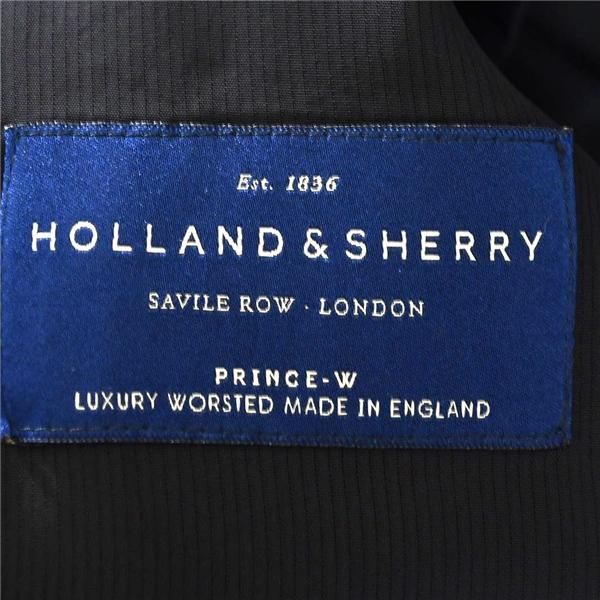 Est. 1836
HOLLAND & SHERRY
SAVILE ROW · LONDON
PRINCE-W
LUXURY WORSTED MADE IN ENGLAND